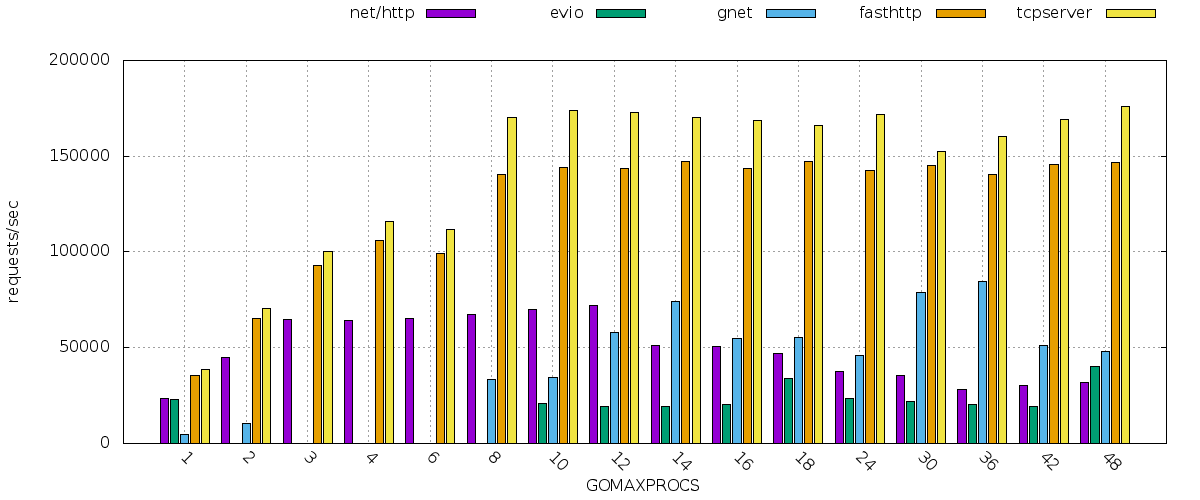 net/http evio gnet fasthttp tcpserver
200000
150000
100000
50000
0
requests/sec
1 2 3 4 6 8 10 12 14 16 18 24 30 36 42 48
GOMAXPROCS